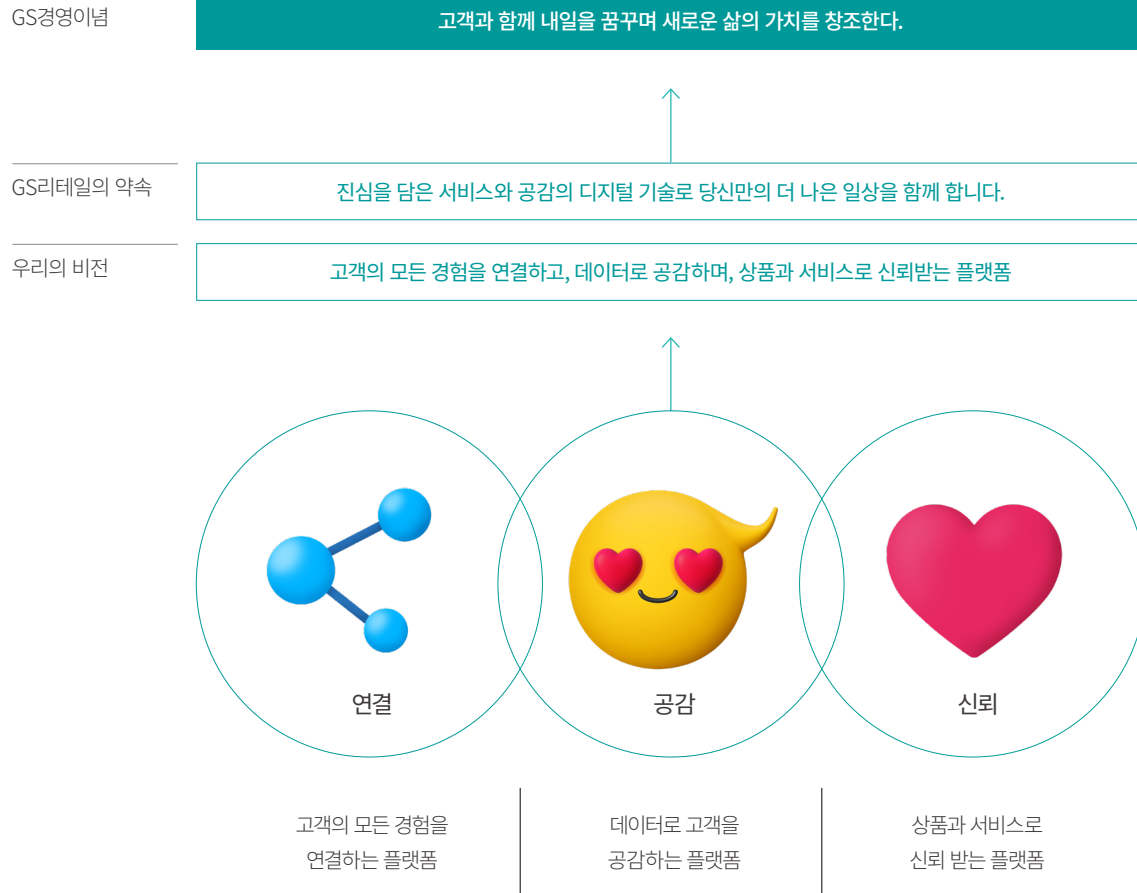 GS경영이념
고객과 함께 내일을 꿈꾸며 새로운 삶의 가치를 창조한다.
GS리테일의 약속
진심을 담은 서비스와 공감의 디지털 기술로 당신만의 더 나은 일상을 함께 합니다.
우리의 비전
고객의 모든 경험을 연결하고, 데이터로 공감하며, 상품과 서비스로 신뢰받는 플랫폼
연결
공감
신뢰
고객의 모든 경험을
연결하는 플랫폼
데이터로 고객을
공감하는 플랫폼
상품과 서비스로
신뢰 받는 플랫폼